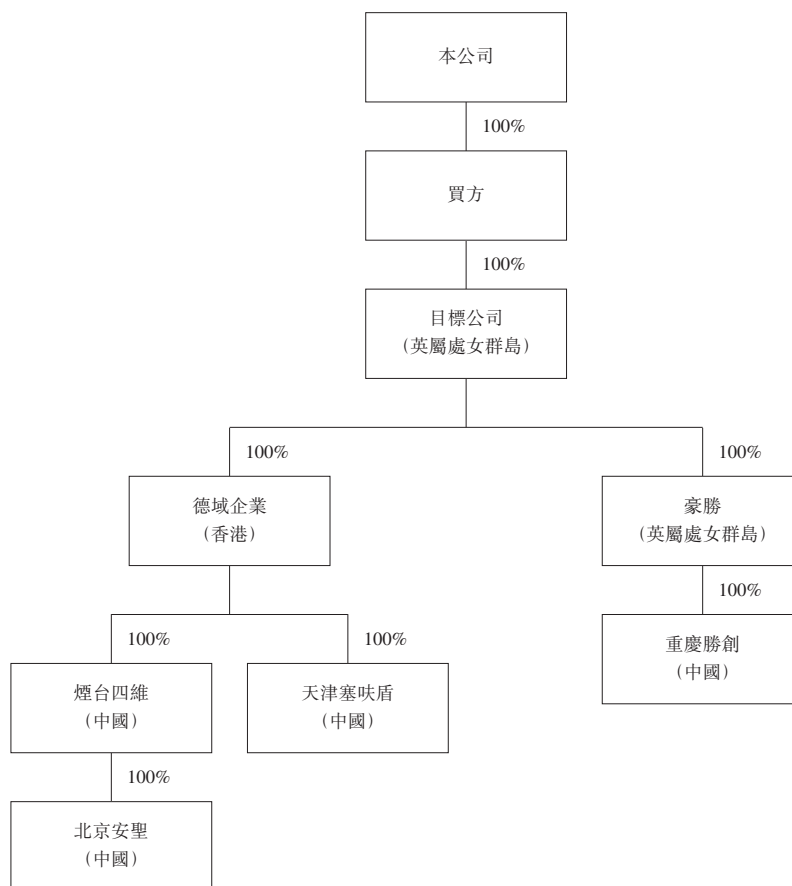 本公司
100%
買方
100%
目標公司
(英屬處女群島)
100%
100%
德域企業
(香港)
豪勝
(英屬處女群島)
100%
100%
100%
煙台四維
(中國)
天津塞呋盾
(中國)
重慶勝創
(中國)
100%
北京安聖
(中國)